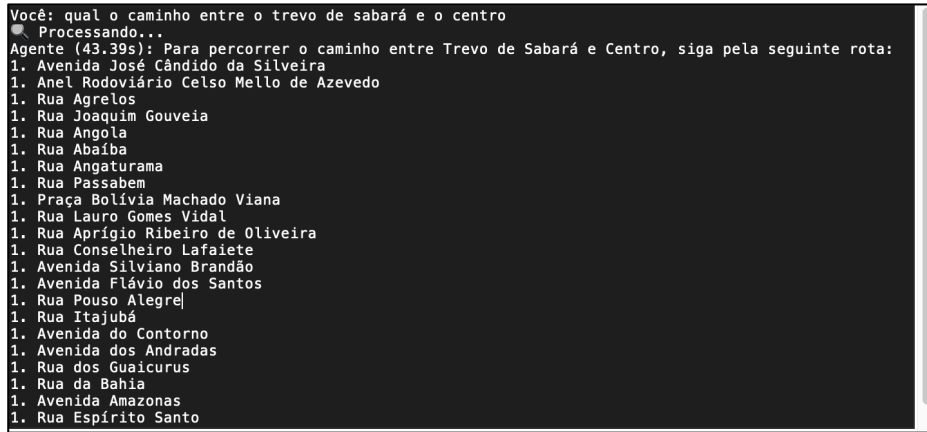 Você: qual o caminho entre o trevo de sabará e o centro
Processando...
Agente (43.39s): Para percorrer o caminho entre Trevo de Sabará e Centro, siga pela seguinte rota:
1. Avenida José Cândido da Silveira
1. Anel Rodoviário Celso Mello de Azevedo
1. Rua Agrelos
1. Rua Joaquim Gouveia
1. Rua Angola
1. Rua Abaíba
1. Rua Angaturama
1. Rua Passabem
1. Praça Bolívia Machado Viana
1. Rua Lauro Gomes Vidal
1. Rua Aprígio Ribeiro de Oliveira
1. Rua Conselheiro Lafaiete
1. Avenida Silviano Brandão
1. Avenida Flávio dos Santos
1. Rua Pouso Alegre
1. Rua Itajubá
1. Avenida do Contorno
1. Avenida dos Andradas
1. Rua dos Guaicurus
1. Rua da Bahia
1. Avenida Amazonas
1. Rua Espírito Santo